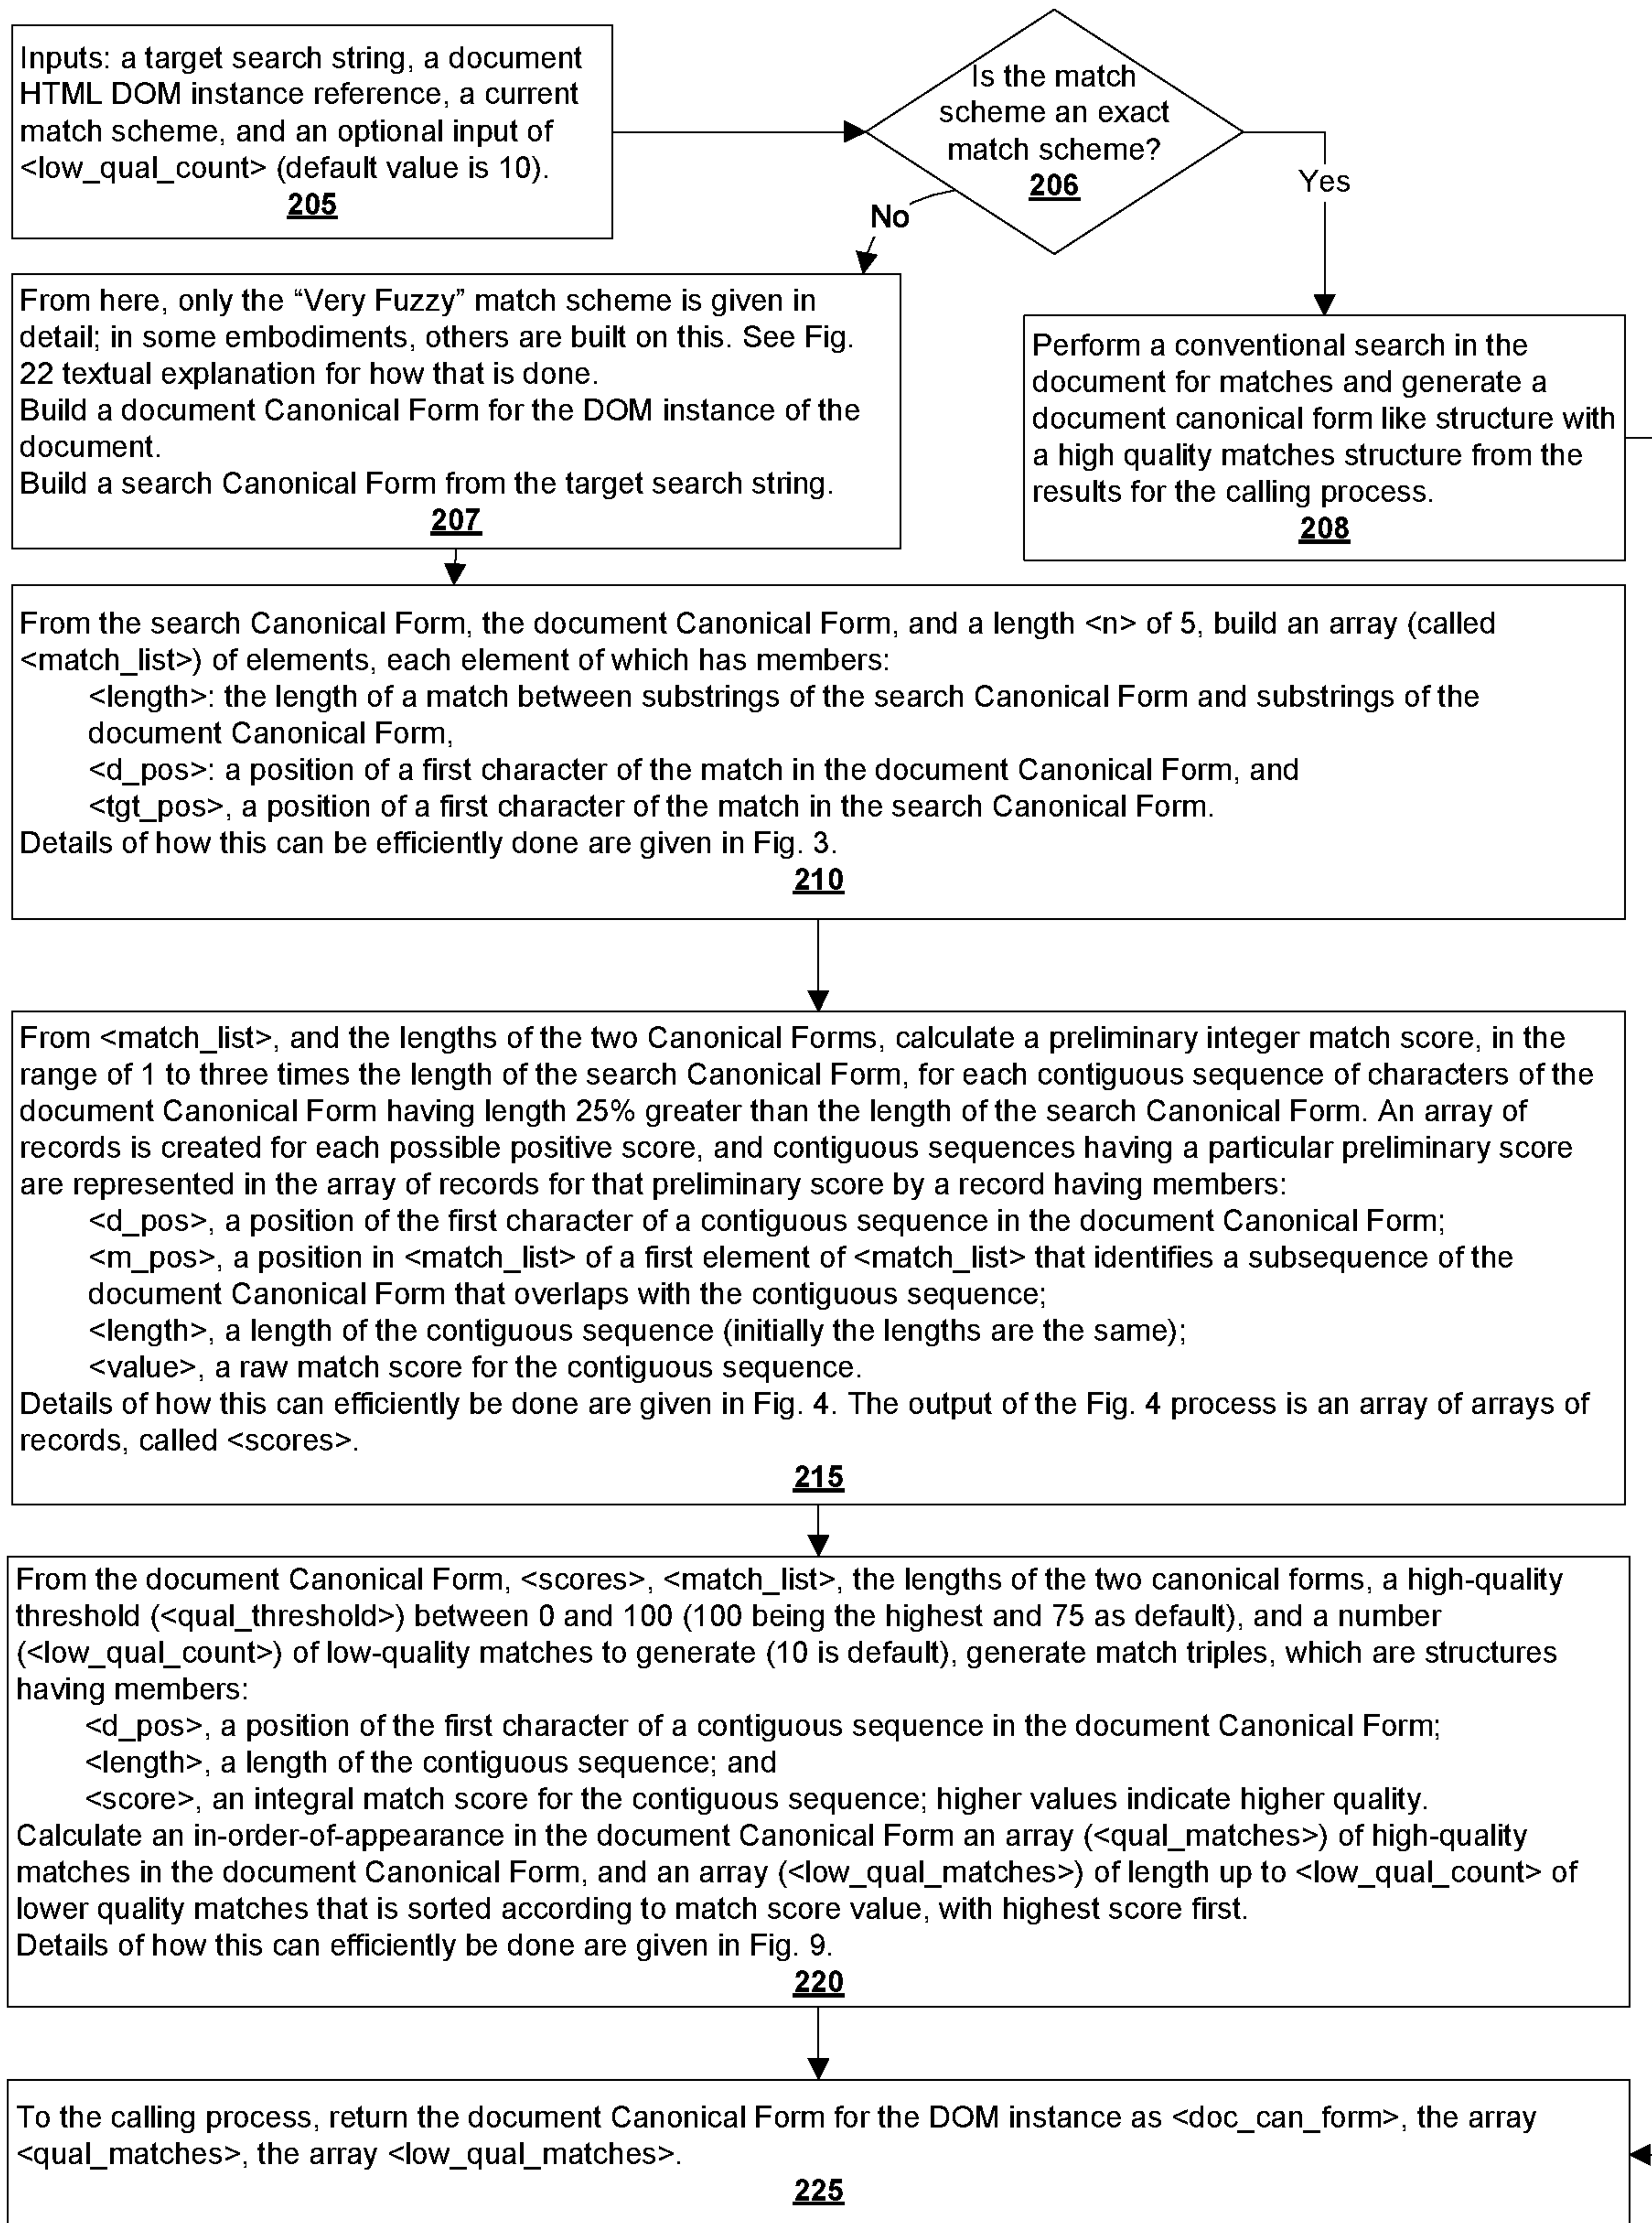 Inputs: a target search string, a document
HTML DOM instance reference, a current
match scheme, and an optional input of
<low_qual_count> (default value is 10).
205
Is the match
scheme an exact
match scheme?
206
Yes
No
From here, only the “Very Fuzzy” match scheme is given in
detail; in some embodiments, others are built on this. See Fig.
22 textual explanation for how that is done.
Build a document Canonical Form for the DOM instance of the
document.
Build a search Canonical Form from the target search string.
207
Perform a conventional search in the
document for matches and generate a
document canonical form like structure with
a high quality matches structure from the
results for the calling process.
208
From the search Canonical Form, the document Canonical Form, and a length <n> of 5, build an array (called
<match_list>) of elements, each element of which has members:
<length>: the length of a match between substrings of the search Canonical Form and substrings of the
document Canonical Form,
<d_pos>: a position of a first character of the match in the document Canonical Form, and
<tgt_pos>, a position of a first character of the match in the search Canonical Form.
Details of how this can be efficiently done are given in Fig. 3.
210
From <match_list>, and the lengths of the two Canonical Forms, calculate a preliminary integer match score, in the
range of 1 to three times the length of the search Canonical Form, for each contiguous sequence of characters of the
document Canonical Form having length 25% greater than the length of the search Canonical Form. An array of
records is created for each possible positive score, and contiguous sequences having a particular preliminary score
are represented in the array of records for that preliminary score by a record having members:
<d_pos>, a position of the first character of a contiguous sequence in the document Canonical Form;
<m_pos>, a position in <match_list> of a first element of <match_list> that identifies a subsequence of the
document Canonical Form that overlaps with the contiguous sequence;
<length>, a length of the contiguous sequence (initially the lengths are the same);
<value>, a raw match score for the contiguous sequence.
Details of how this can efficiently be done are given in Fig. 4. The output of the Fig. 4 process is an array of arrays of
records, called <scores>.
215
From the document Canonical Form, <scores>, <match_list>, the lengths of the two canonical forms, a high-quality
threshold (<qual_threshold>) between 0 and 100 (100 being the highest and 75 as default), and a number
(<low_qual_count>) of low-quality matches to generate (10 is default), generate match triples, which are structures
having members:
<d_pos>, a position of the first character of a contiguous sequence in the document Canonical Form;
<length>, a length of the contiguous sequence; and
<score>, an integral match score for the contiguous sequence; higher values indicate higher quality.
Calculate an in-order-of-appearance in the document Canonical Form an array (<qual_matches>) of high-quality
matches in the document Canonical Form, and an array (<low_qual_matches>) of length up to <low_qual_count> of
lower quality matches that is sorted according to match score value, with highest score first.
Details of how this can efficiently be done are given in Fig. 9.
220
To the calling process, return the document Canonical Form for the DOM instance as <doc_can_form>, the array
<qual_matches>, the array <low_qual_matches>.
225